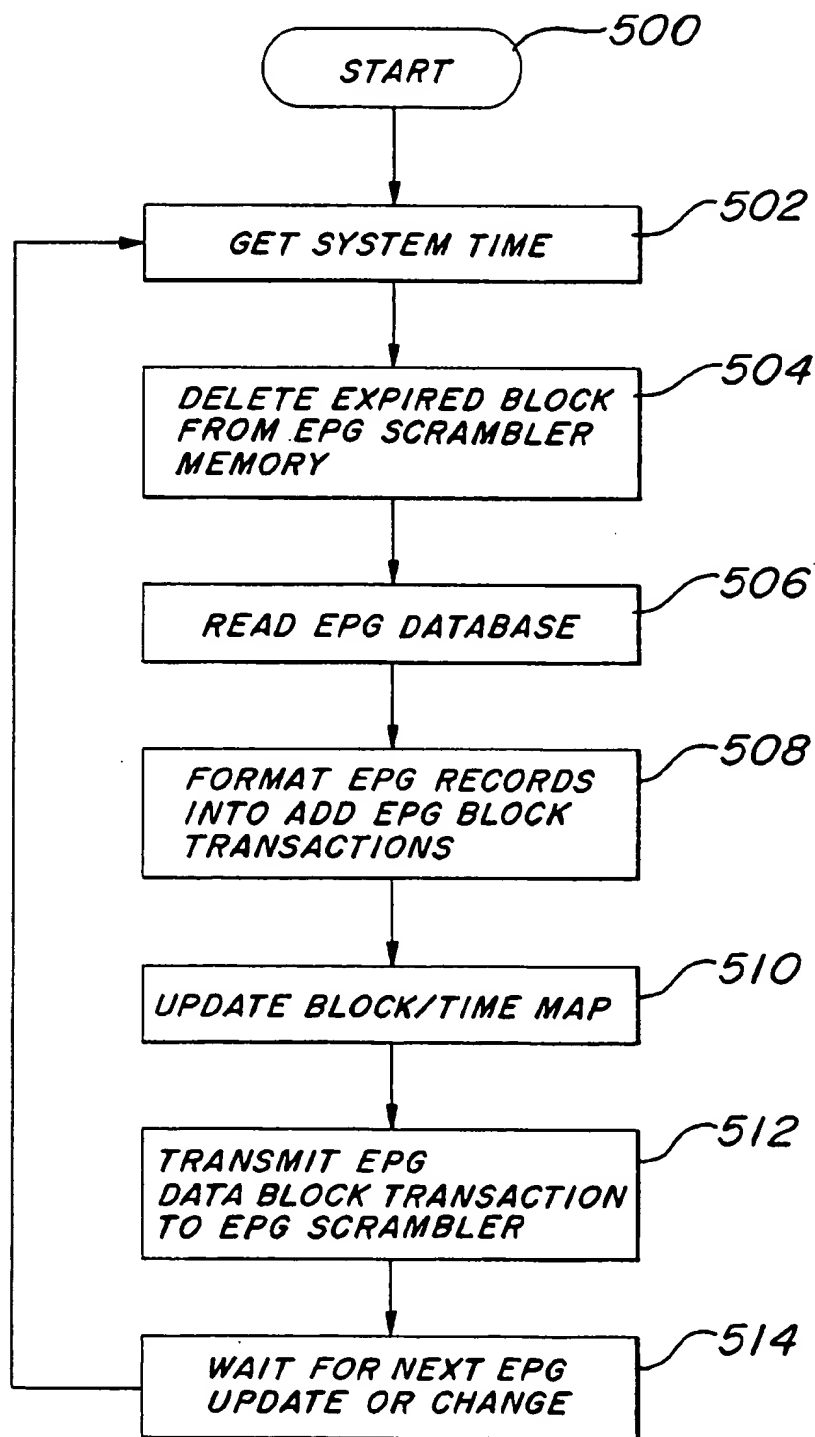 500
START
502
GET SYSTEM TIME
504
DELETE EXPIRED BLOCK
FROM EPG SCRAMBLER
MEMORY
506
READ EPG DATABASE
508
FORMAT EPG RECORDS
INTO ADD EPG BLOCK
TRANSACTIONS
510
UPDATE BLOCK/TIME MAP
512
TRANSMIT EPG
DATA BLOCK TRANSACTION
TO EPG SCRAMBLER
514
WAIT FOR NEXT EPG
UPDATE OR CHANGE